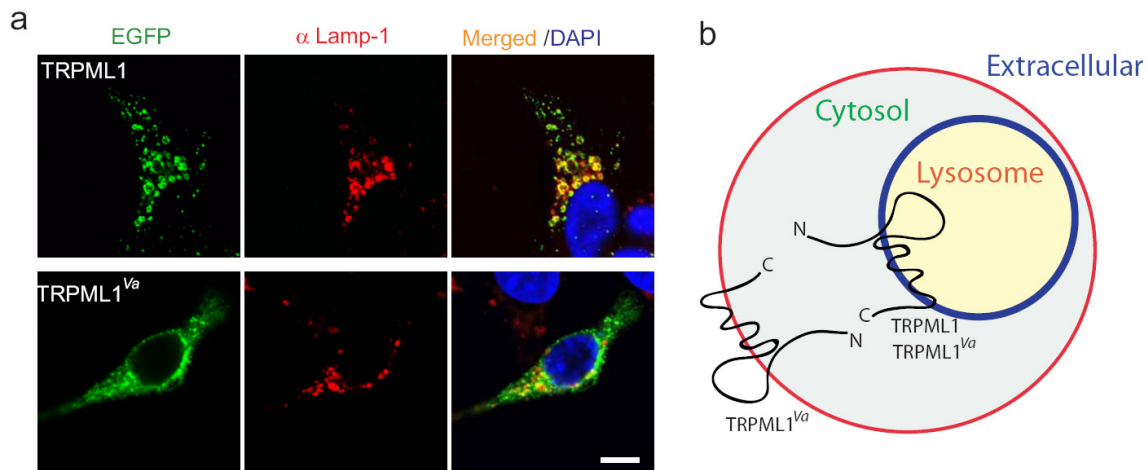 a
EGFP
α Lamp-1
Merged /DAPI
TRPML1
TRPML1Va
b
Extracellular
Cytosol
Lysosome
N
C
C
TRPML1
N
TRPML1Va
TRPML1Va